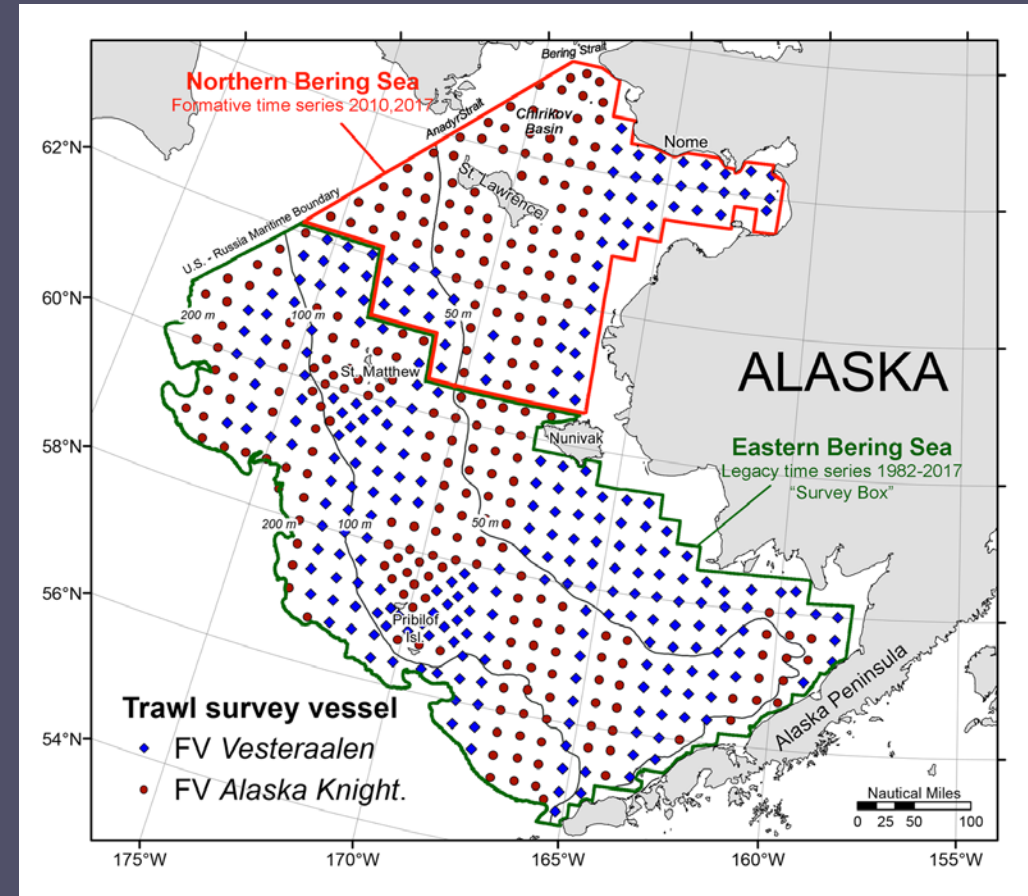 Bering Strait
Northern Bering Sea
Formative time series 2010,2017
Anadyr Strait
Chirikov
Basin
Nome
62°N
St. Lawrence
U.S. - Russia Maritime Boundary
60°N
200 m
100 m
50 m
St. Matthew
ALASKA
58°N
Nunivak
Eastern Bering Sea
Legacy time series 1982-2017
"Survey Box"
200 m
100 m
50 m
56°N
Pribilof
Isl.
Alaska Peninsula
Trawl survey vessel
FV Vesteraalen
FV Alaska Knight.
54°N
Nautical Miles
0 25 50 100
175°W
170°W
165°W
160°W
155°W